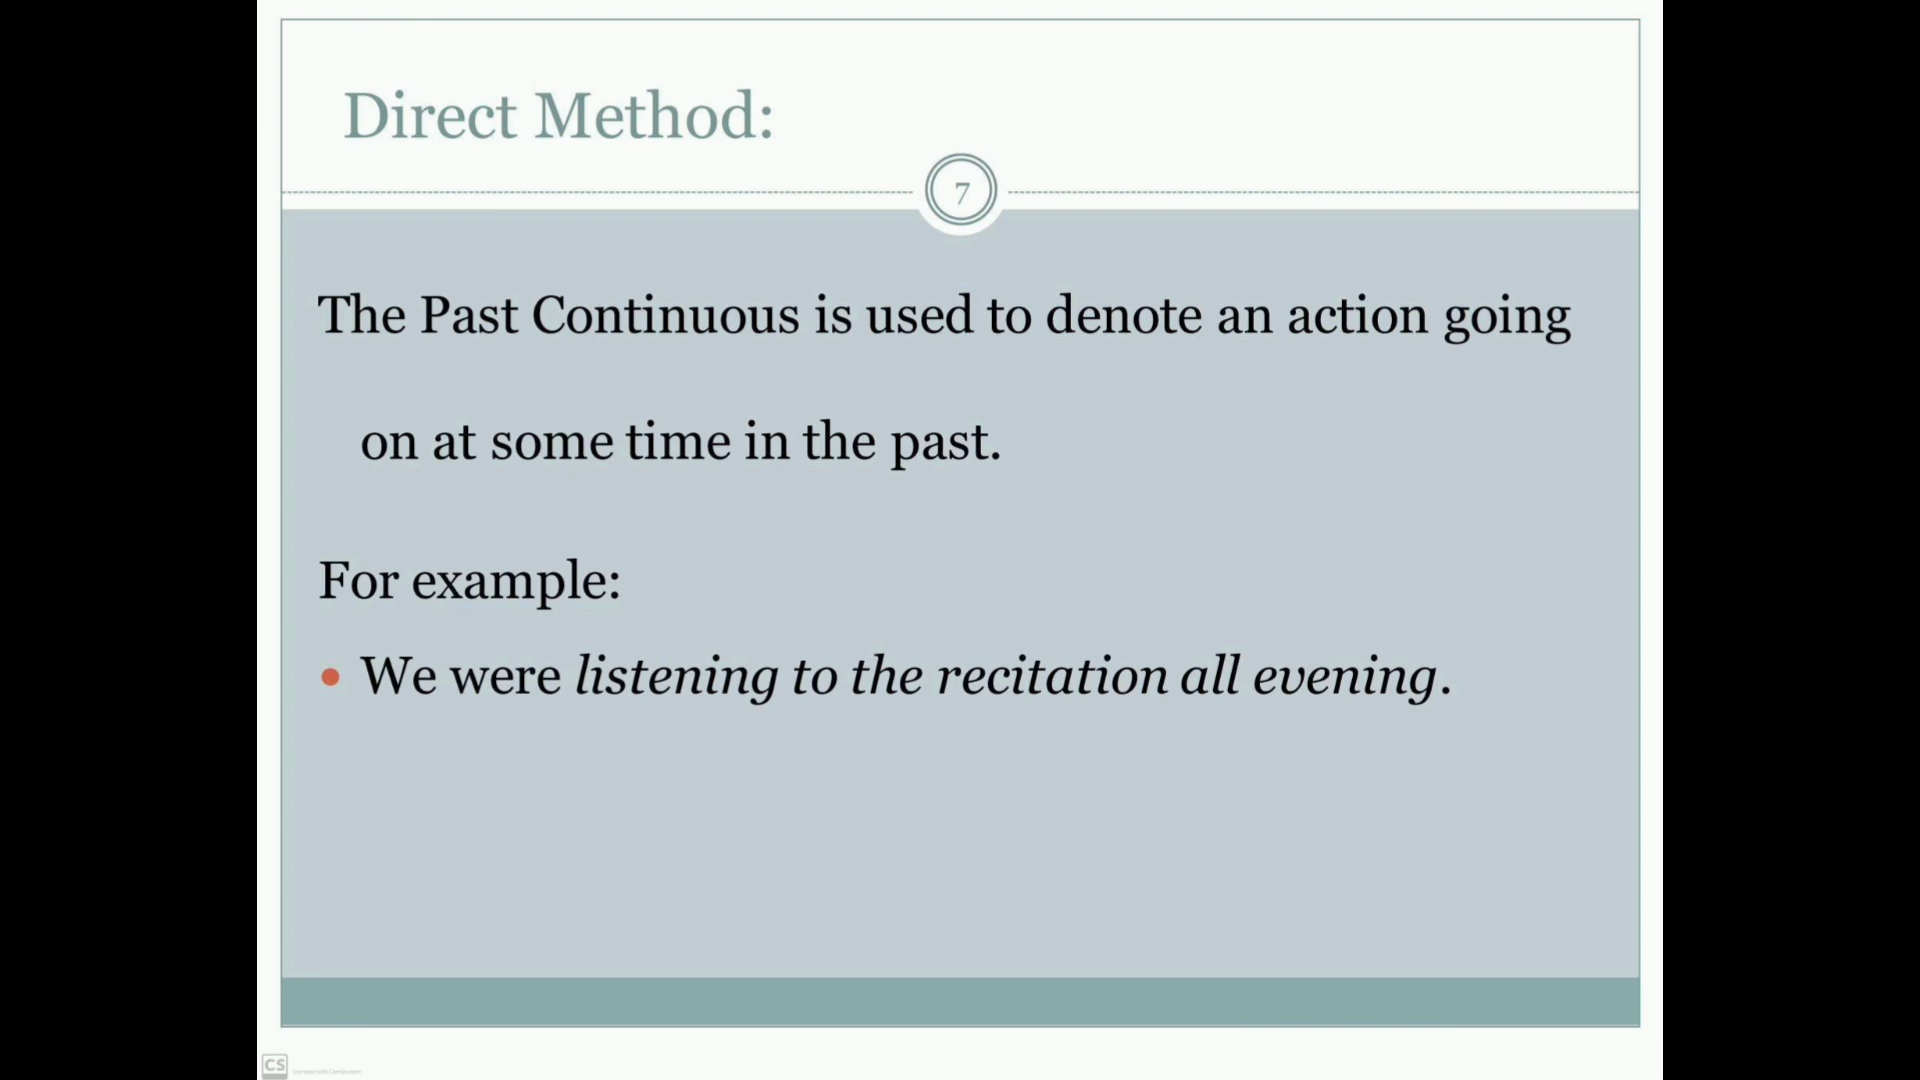 Direct Method:
7
The Past Continuous is used to denote an action going
on at some time in the past.
For example:
• We were listening to the recitation all evening.
CS